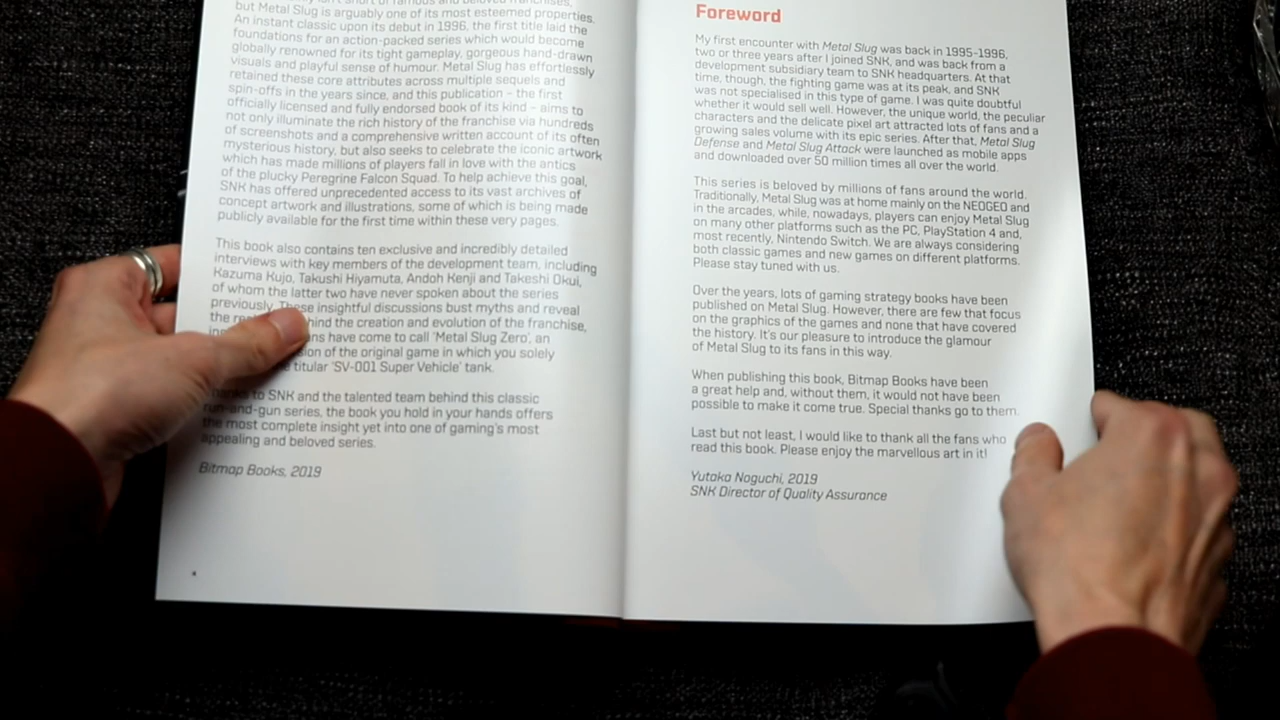 but Metal Slug is arguably one of its most esteemed properties.
An instant classic upon its debut in 1996, the first title laid the
foundations for an action-packed series which would become
globally renowned for its tight gameplay, gorgeous hand-drawn
visuals and playful sense of humour. Metal Slug has effortlessly
retained these core attributes across multiple sequels and
spin-offs in the years since, and this publication – the first
officially licensed and fully endorsed book of its kind – aims to
not only illuminate the rich history of the franchise via hundreds
of screenshots and a comprehensive written account of its often
mysterious history, but also seeks to celebrate the iconic artwork
which has made millions of players fall in love with the antics
of the plucky Peregrine Falcon Squad. To help achieve this goal,
SNK has offered unprecedented access to its vast archives of
concept artwork and illustrations, some of which is being made
publicly available for the first time within these very pages.
This book also contains ten exclusive and incredibly detailed
interviews with key members of the development team, including
Kazuma Kujo, Takushi Hiyamuta, Andoh Kenji and Takeshi Okui,
of whom the latter two have never spoken about the series
previously. These insightful discussions bust myths and reveal
the hind the creation and evolution of the franchise,
ns have come to call 'Metal Slug Zero', an
sion of the original game in which you solely
titular 'SV-001 Super Vehicle' tank.
Thanks to SNK and the talented team behind this classic
run-and-gun series, the book you hold in your hands offers
the most complete insight yet into one of gaming's most
appealing and beloved series.
Bitmap Books, 2019
Foreword
My first encounter with Metal Slug was back in 1995-1996,
two or three years after I joined SNK, and was back from a
development subsidiary team to SNK headquarters. At that
time, though, the fighting game was at its peak, and SNK
was not specialised in this type of game. I was quite doubtful
whether it would sell well. However, the unique world, the peculiar
characters and the delicate pixel art attracted lots of fans and a
growing sales volume with its epic series. After that, Metal Slug
Defense and Metal Slug Attack were launched as mobile apps
and downloaded over 50 million times all over the world.
This series is beloved by millions of fans around the world.
Traditionally, Metal Slug was at home mainly on the NEOGEO and
in the arcades, while, nowadays, players can enjoy Metal Slug
on many other platforms such as the PC, PlayStation 4 and,
most recently, Nintendo Switch. We are always considering
both classic games and new games on different platforms.
Please stay tuned with us.
Over the years, lots of gaming strategy books have been
published on Metal Slug. However, there are few that focus
on the graphics of the games and none that have covered
the history. It's our pleasure to introduce the glamour
of Metal Slug to its fans in this way.
When publishing this book, Bitmap Books have been
a great help and, without them, it would not have been
possible to make it come true. Special thanks go to them.
Last but not least, I would like to thank all the fans who
read this book. Please enjoy the marvellous art in it!
Yutaka Noguchi, 2019
SNK Director of Quality Assurance